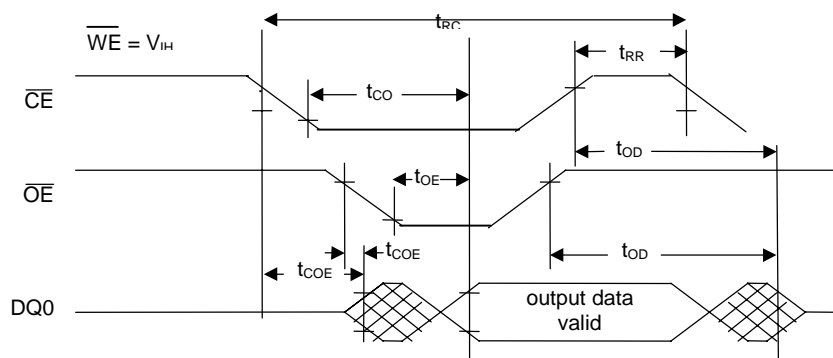 tRC
WE = VIH
tRR
CE
tCO
tOD
OE
tOE
tCOE
tOD
tCOE
DQ0
output data
valid